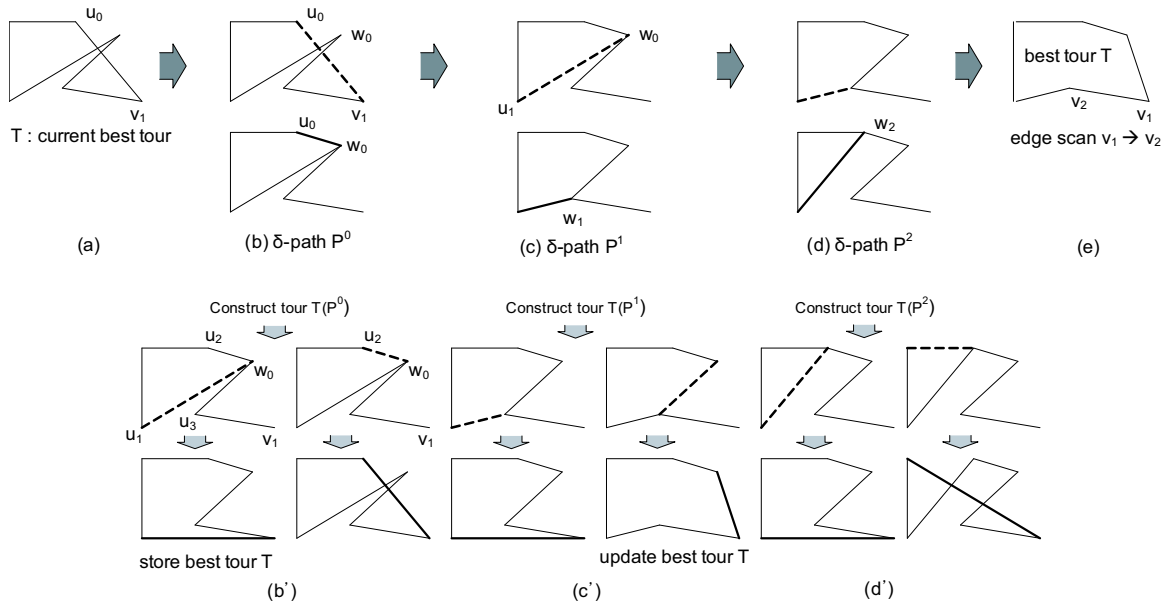 u₀
v₁
T : current best tour
(a)
u₀
w₀
v₁
u₀
w₀
(b) δ-path P⁰
w₀
u₁
w₁
(c) δ-path P¹
w₂
(d) δ-path P²
best tour T
v₂
v₁
edge scan v₁ → v₂
(e)
Construct tour T(P⁰)
u₂
w₀
u₁
u₃
v₁
u₂
w₀
v₁
store best tour T
(b')
Construct tour T(P¹)
update best tour T
(c')
Construct tour T(P²)
(d')